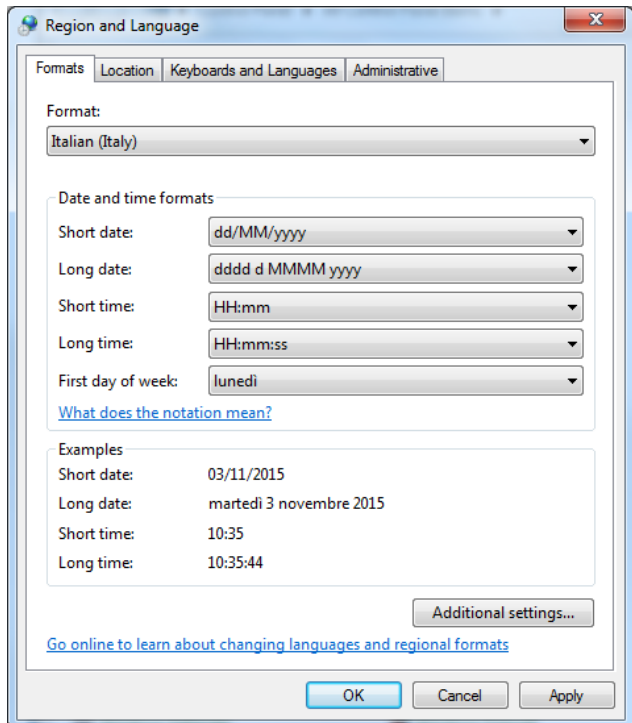 Region and Language
Formats Location Keyboards and Languages Administrative
Format:
Italian (Italy)
Date and time formats
Short date: dd/MM/yyyy
Long date: dddd d MMMM yyyy
Short time: HH:mm
Long time: HH:mm:ss
First day of week: lunedì
What does the notation mean?
Examples
Short date: 03/11/2015
Long date: martedì 3 novembre 2015
Short time: 10:35
Long time: 10:35:44
Additional settings...
Go online to learn about changing languages and regional formats
OK Cancel Apply